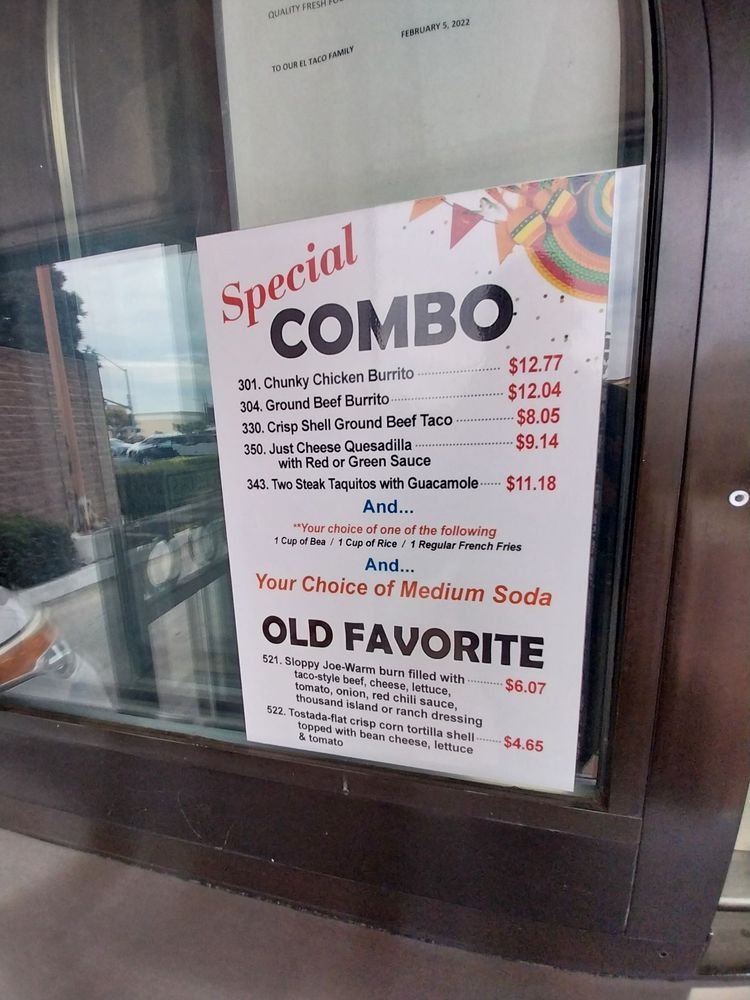 QUALITY FRESH
FEBRUARY 5, 2022
TO OUR EL TACO FAMILY
Special
COMBO
301. Chunky Chicken Burrito $12.77
304. Ground Beef Burrito $12.04
330. Crisp Shell Ground Beef Taco $8.05
350. Just Cheese Quesadilla $9.14
with Red or Green Sauce
343. Two Steak Taquitos with Guacamole $11.18
And...
**Your choice of one of the following
1 Cup of Bea / 1 Cup of Rice / 1 Regular French Fries
And...
Your Choice of Medium Soda
OLD FAVORITE
521. Sloppy Joe-Warm burn filled with $6.07
taco-style beef, cheese, lettuce,
tomato, onion, red chili sauce,
thousand island or ranch dressing
522. Tostada-flat crisp corn tortilla shell $4.65
topped with bean cheese, lettuce
& tomato